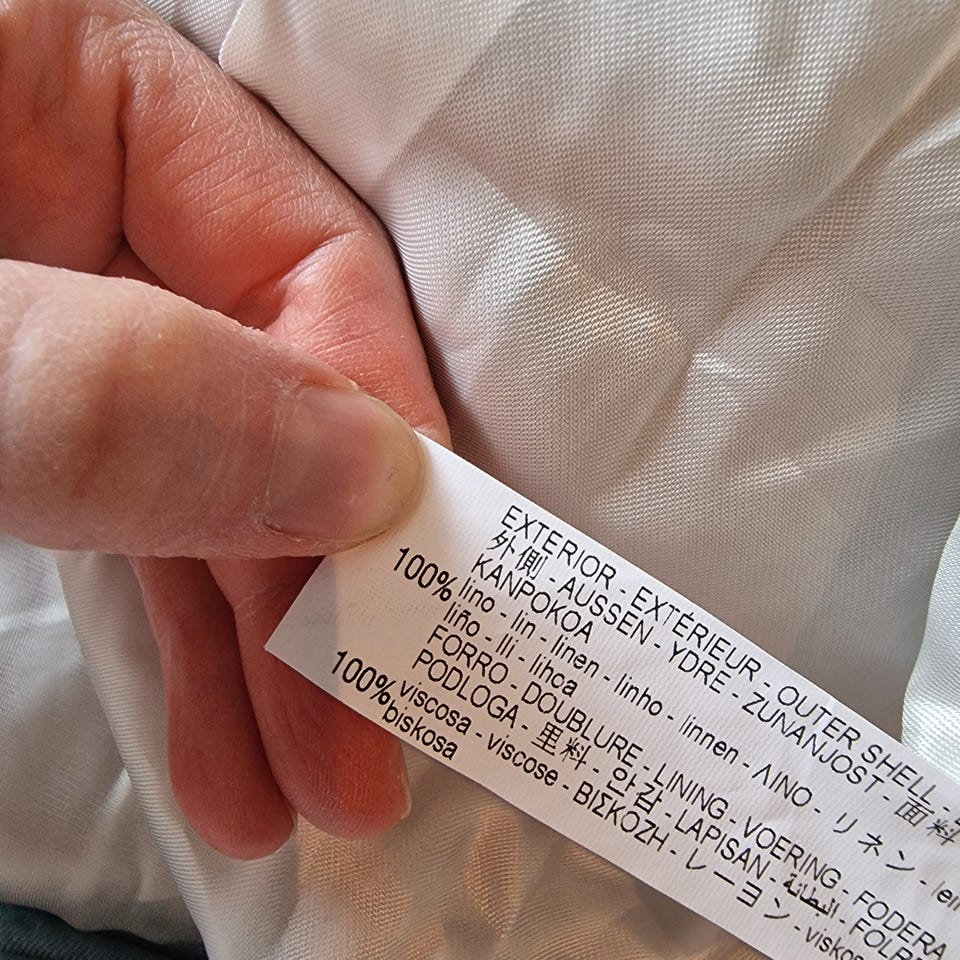 EXTERIOR - EXTÉRIEUR - OUTER SHELL -
外側 - AUSSEN - YDRE - ZUNANJOST - 面料
KANPOKOA
100% lino - lin - linen - linho - linnen - ΛΙΝΟ - リネン -
liño - lli - lihca
FORRO - DOUBLURE - LINING - VOERING - FODERA
PODLOGA - 里料 - 안감 - LAPISAN - البطانة -
100% viscosa - viscose - ΒΙΣΚΟΖΗ - レーヨン -
biskosa